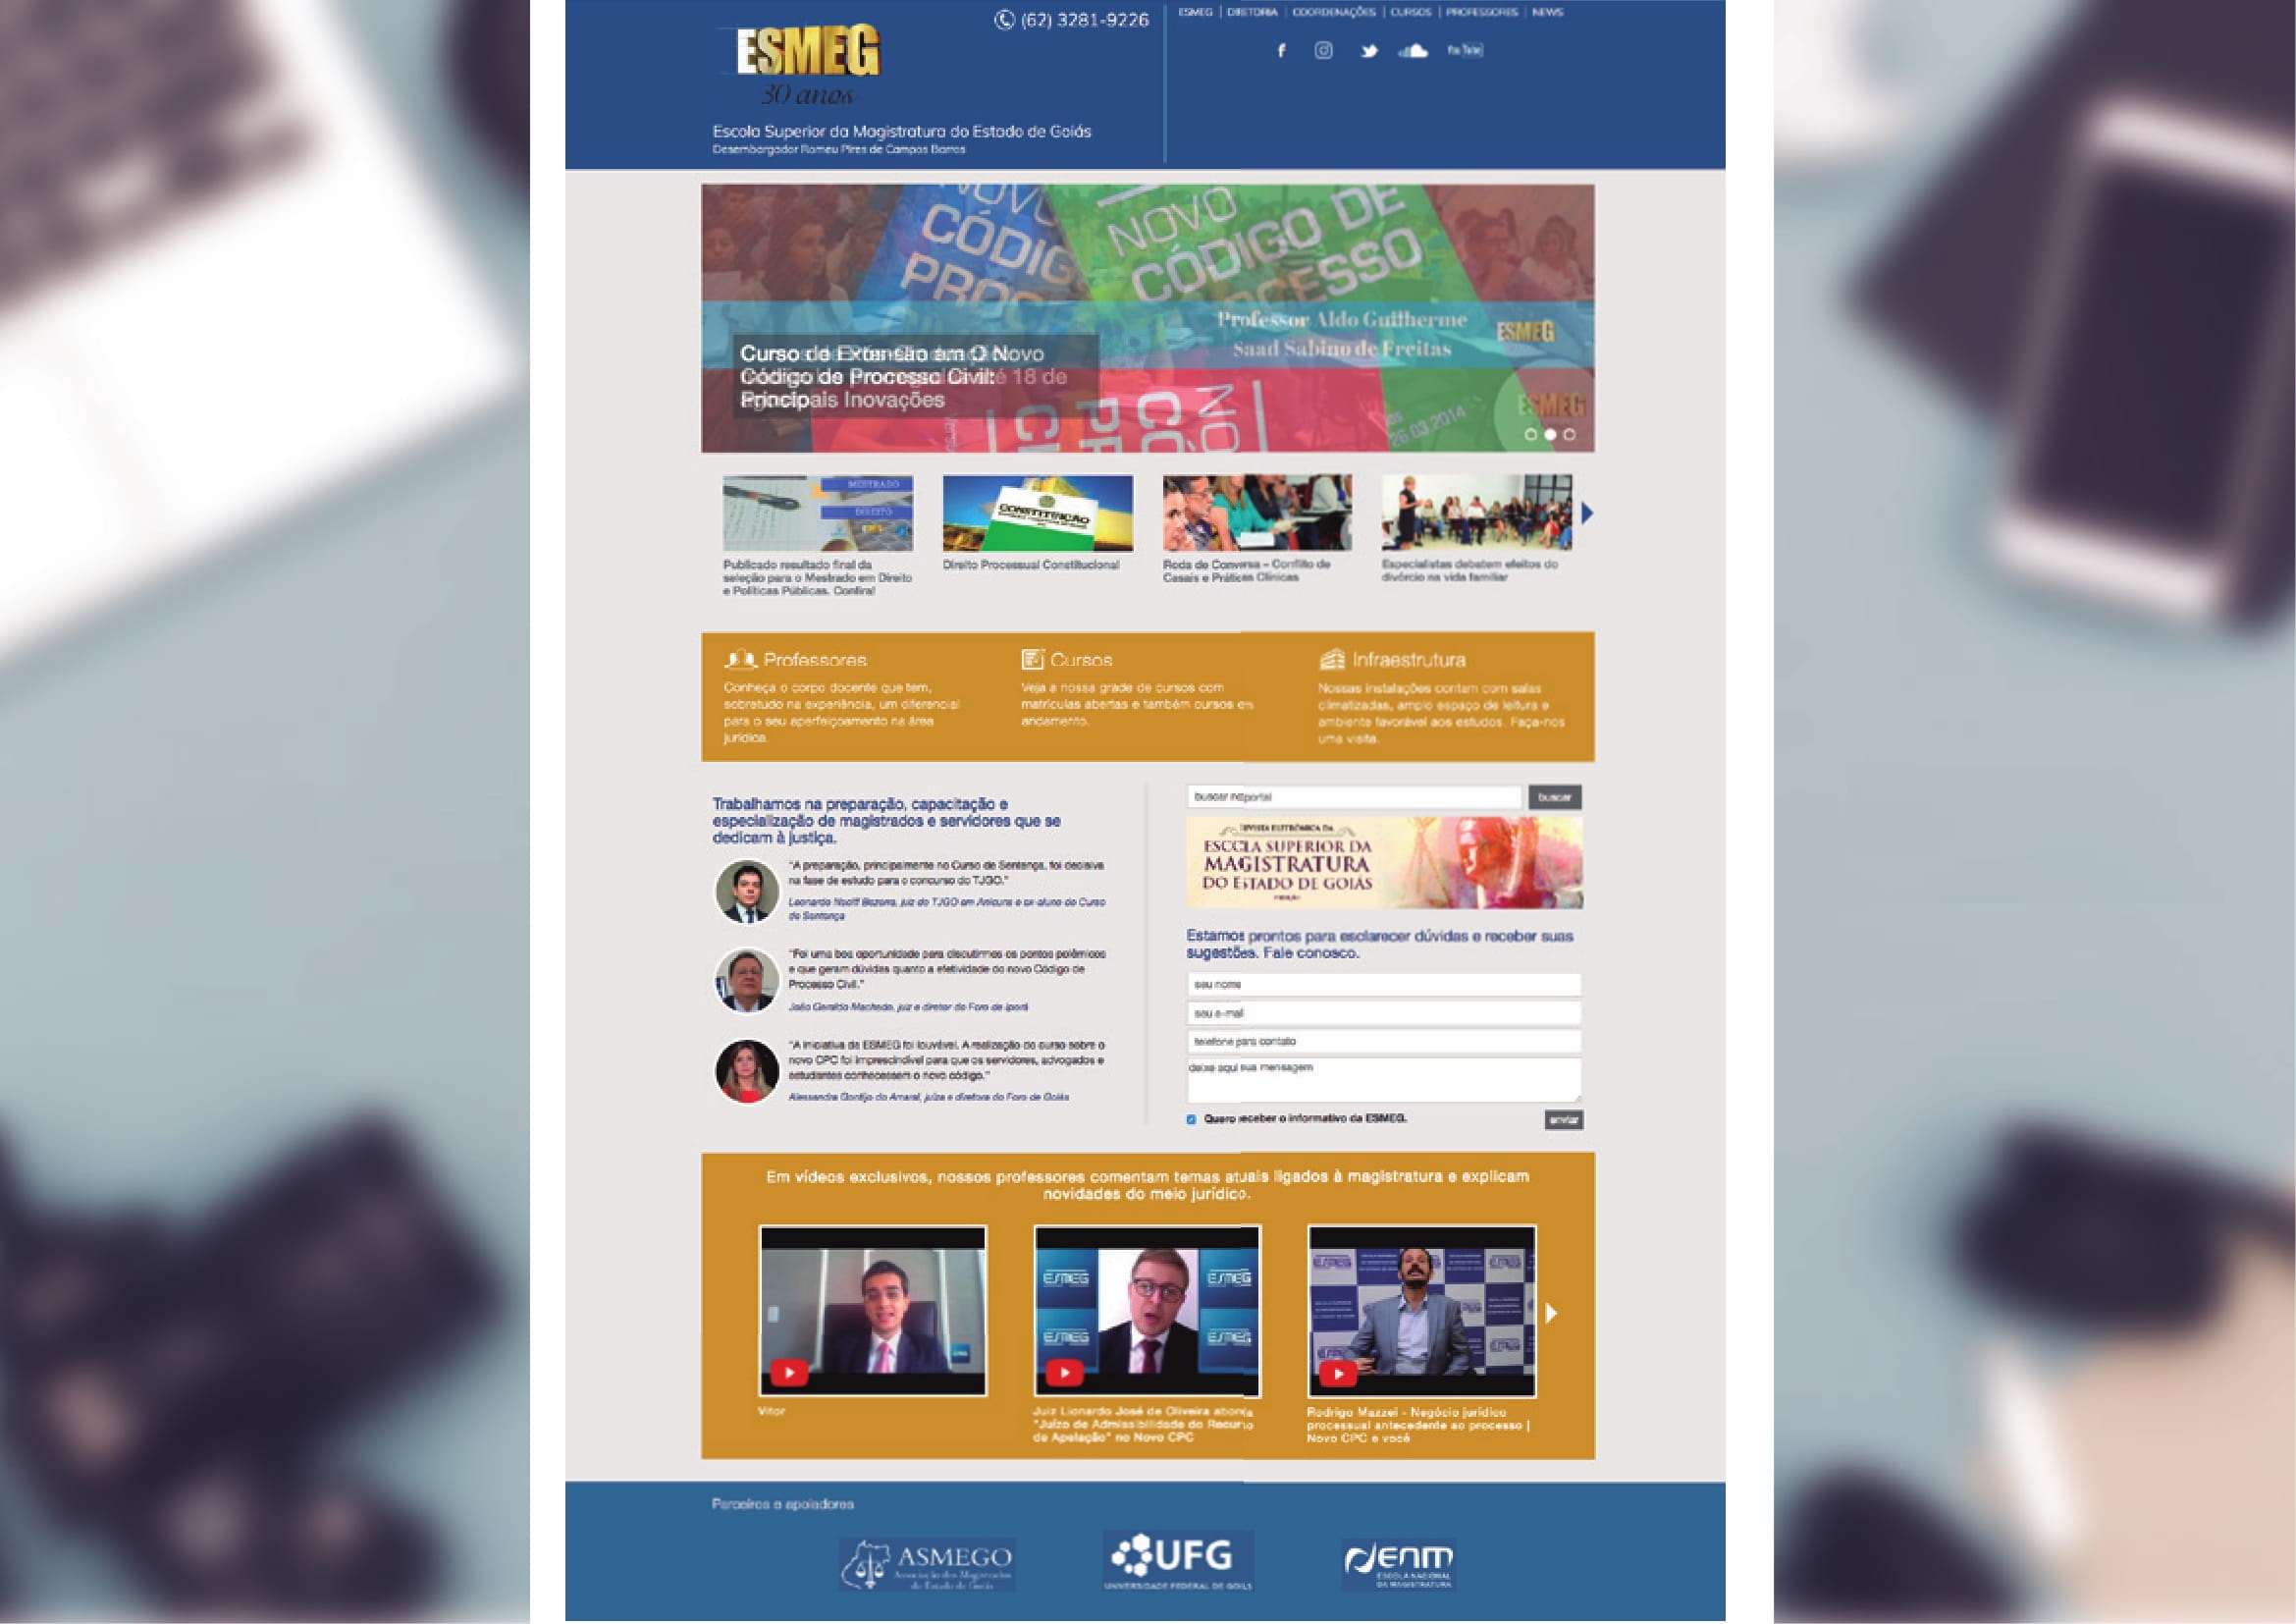 (62) 3281-9226
ESMEG | DIRETORIA | COORDENAÇÕES | CURSOS | PROFESSORES | NEWS
You Tube
ESMEG
30 anos
Escola Superior da Magistratura do Estado de Goiás
Desembargador Romeu Pires de Campos Barros
NOVO
CÓDIGO DE
PROCESSO
Professor Aldo Guilherme
Saad Sabino de Freitas
ESMEG
Curso de Extensão em O Novo
Código de Processo Civil:
Principais Inovações
26.03.2014
ESMEG
MESTRADO
DIREITO
CONSTITUIÇÃO
Publicado resultado final da
seleção para o Mestrado em Direito
e Políticas Públicas. Confira!
Direito Processual Constitucional
Roda de Conversa – Conflito de
Casais e Práticas Clínicas
Especialistas debatem efeitos do
divórcio na vida familiar
Professores
Conheça o corpo docente que tem,
sobretudo na experiência, um diferencial
para o seu aperfeiçoamento na área
jurídica.
Cursos
Veja a nossa grade de cursos com
matrículas abertas e também cursos em
andamento.
Infraestrutura
Nossas instalações contam com salas
climatizadas, amplo espaço de leitura e
ambiente favorável aos estudos. Faça-nos
uma visita.
Trabalhamos na preparação, capacitação e
especialização de magistrados e servidores que se
dedicam à justiça.
"A preparação, principalmente no Curso de Sentença, foi decisiva
na fase de estudo para o concurso do TJGO."
Leonardo Bezerra, juiz do TJGO em Anicuns e ex-aluno do Curso
de Sentença
"Foi uma boa oportunidade para discutirmos os pontos polêmicos
e que geram dúvidas quanto a efetividade do novo Código de
Processo Civil."
João Geraldo Machado, juiz e diretor do Foro de Iporá
"A iniciativa da ESMEG foi louvável. A realização do curso sobre o
novo CPC foi imprescindível para que os servidores, advogados e
estudantes conhecessem o novo código."
Alessandra Gontijo do Amaral, juíza e diretora do Foro de Goiás
buscar no portal
buscar
REVISTA ELETRÔNICA DA
ESCOLA SUPERIOR DA
MAGISTRATURA
DO ESTADO DE GOIÁS
Estamos prontos para esclarecer dúvidas e receber suas
sugestões. Fale conosco.
seu nome
seu e-mail
telefone para contato
deixe aqui sua mensagem
Quero receber o informativo da ESMEG.
enviar
Em vídeos exclusivos, nossos professores comentam temas atuais ligados à magistratura e explicam
novidades do meio jurídico.
Vitor
Juiz Lionardo José de Oliveira aborda
"Juízo de Admissibilidade do Recurso
de Apelação" no Novo CPC
Rodrigo Mazzei - Negócio jurídico
processual antecedente ao processo |
Novo CPC e você
Parceiros e apoiadores
ASMEGO
Associação dos Magistrados
do Estado de Goiás
UFG
UNIVERSIDADE FEDERAL DE GOIÁS
enm
ESCOLA NACIONAL
DA MAGISTRATURA